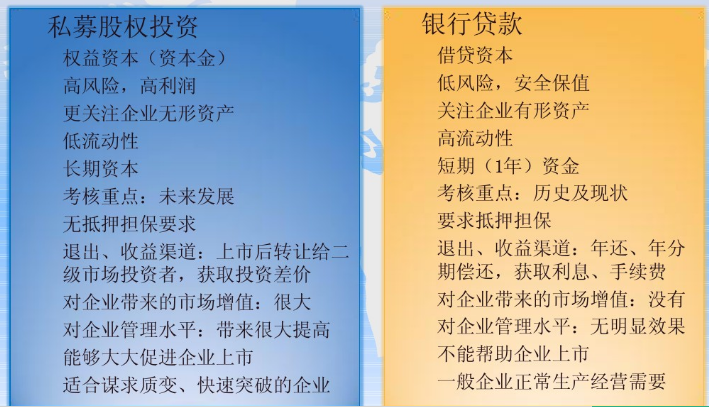 私募股权投资
权益资本（资本金）
高风险，高利润
更关注企业无形资产
低流动性
长期资本
考核重点：未来发展
无抵押担保要求
退出、收益渠道：上市后转让给二
级市场投资者，获取投资差价
对企业带来的市场增值：很大
对企业管理水平：带来很大提高
能够大大促进企业上市
适合谋求质变、快速突破的企业
银行贷款
借贷资本
低风险，安全保值
关注企业有形资产
高流动性
短期（1年）资金
考核重点：历史及现状
要求抵押担保
退出、收益渠道：年还、年分
期偿还，获取利息、手续费
对企业带来的市场增值：没有
对企业管理水平：无明显效果
不能帮助企业上市
一般企业正常生产经营需要